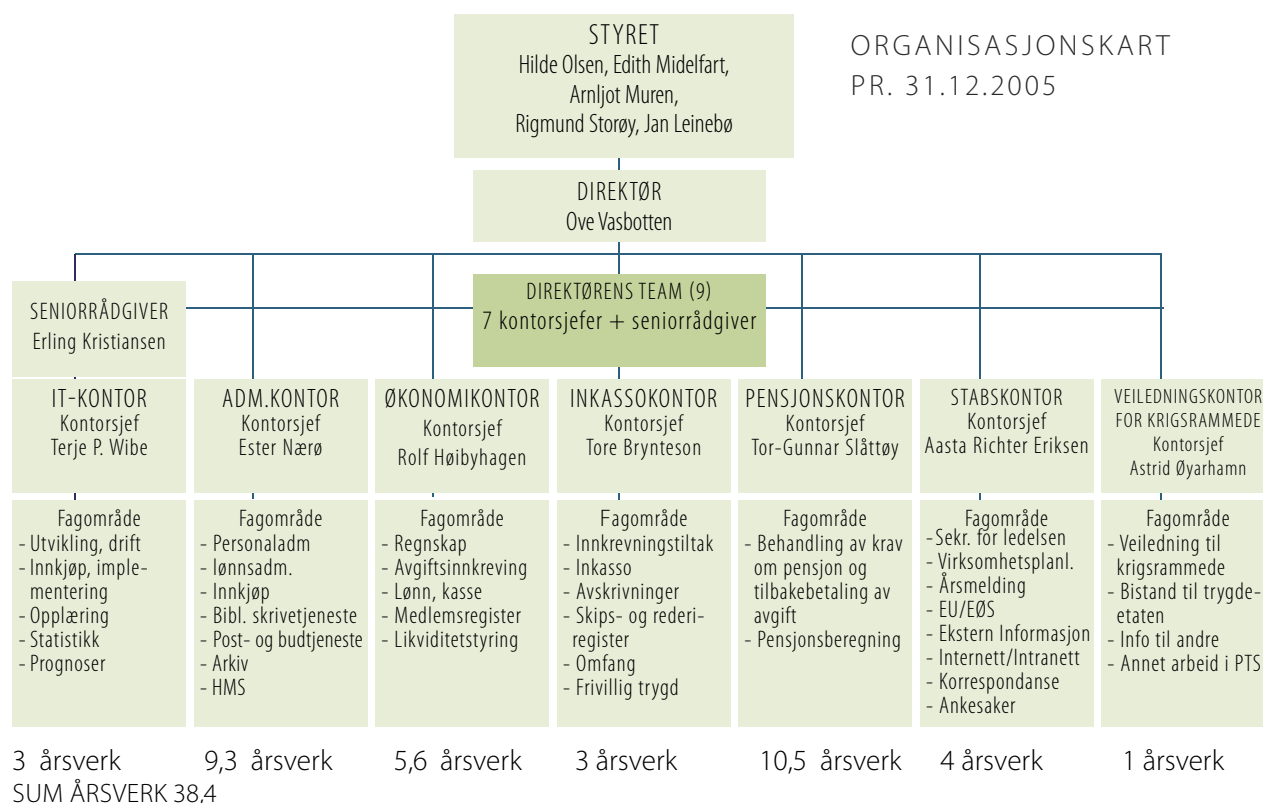 STYRET
Hilde Olsen, Edith Midelfart,
Arnljot Muren,
Rigmund Storøy, Jan Leinebø
ORGANISASJONSKART
PR. 31.12.2005
DIREKTØR
Ove Vasbotten
DIREKTØRENS TEAM (9)
7 kontorsjefer + seniorrådgiver
SENIORRÅDGIVER
Erling Kristiansen
IT-KONTOR
Kontorsjef
Terje P. Wibe
Fagområde
- Utvikling, drift
- Innkjøp, imple-
mentering
- Opplæring
- Statistikk
- Prognoser
3 årsverk
ADM.KONTOR
Kontorsjef
Ester Nærø
Fagområde
- Personaladm
- lønnsadm.
- Innkjøp
- Bibl. skrivetjeneste
- Post- og budtjeneste
- Arkiv
- HMS
9,3 årsverk
ØKONOMIKONTOR
Kontorsjef
Rolf Høibyhagen
Fagområde
- Regnskap
- Avgiftsinnkreving
- Lønn, kasse
- Medlemsregister
- Likviditetstyring
5,6 årsverk
INKASSOKONTOR
Kontorsjef
Tore Brynteson
Fagområde
- Innkrevningstiltak
- Inkasso
- Avskrivninger
- Skips- og rederi-
register
- Omfang
- Frivillig trygd
3 årsverk
PENSJONSKONTOR
Kontorsjef
Tor-Gunnar Slåttøy
Fagområde
- Behandling av krav
om pensjon og
tilbakebetaling av
avgift
- Pensjonsberegning
10,5 årsverk
STABSKONTOR
Kontorsjef
Aasta Richter Eriksen
Fagområde
-Sekr. for ledelsen
- Virksomhetsplanl.
- Årsmelding
- EU/EØS
- Ekstern Informasjon
- Internett/Intranett
- Korrespondanse
- Ankesaker
4 årsverk
VEILEDNINGSKONTOR
FOR KRIGSRAMMEDE
Kontorsjef
Astrid Øyarhamn
Fagområde
- Veiledning til
krigsrammede
- Bistand til trygde-
etaten
- Info til andre
- Annet arbeid i PTS
1 årsverk
SUM ÅRSVERK 38,4